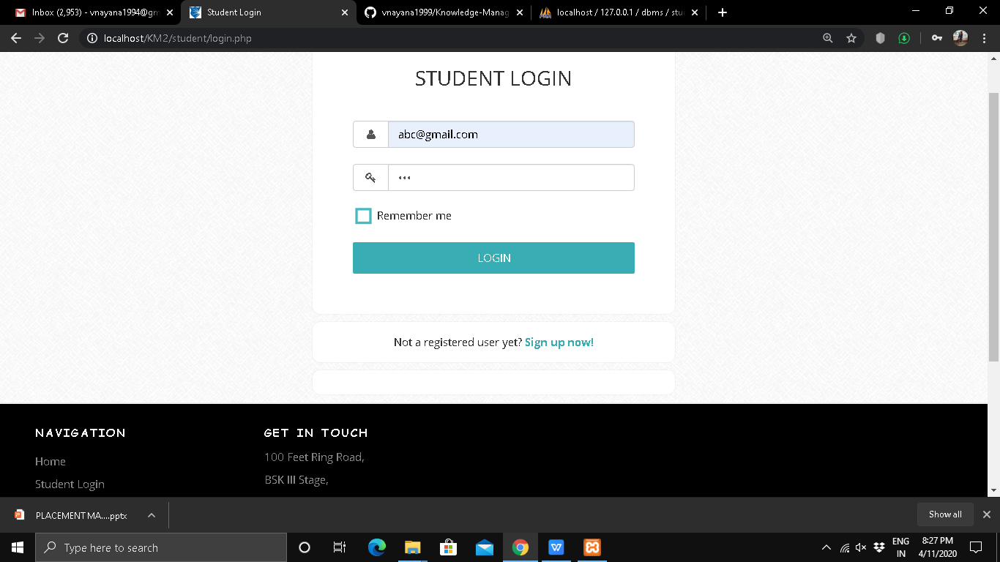 Inbox (2,953) - vnayana1994@gm
Student Login
vnayana1999/Knowledge-Manag
localhost / 127.0.0.1 / dbms / stu
localhost/KM2/student/login.php
STUDENT LOGIN
abc@gmail.com
•••
Remember me
LOGIN
Not a registered user yet? Sign up now!
NAVIGATION
Home
Student Login
GET IN TOUCH
100 Feet Ring Road,
BSK III Stage,
PLACEMENT MA....pptx
Show all
Type here to search
ENG
IN
8:27 PM
4/11/2020